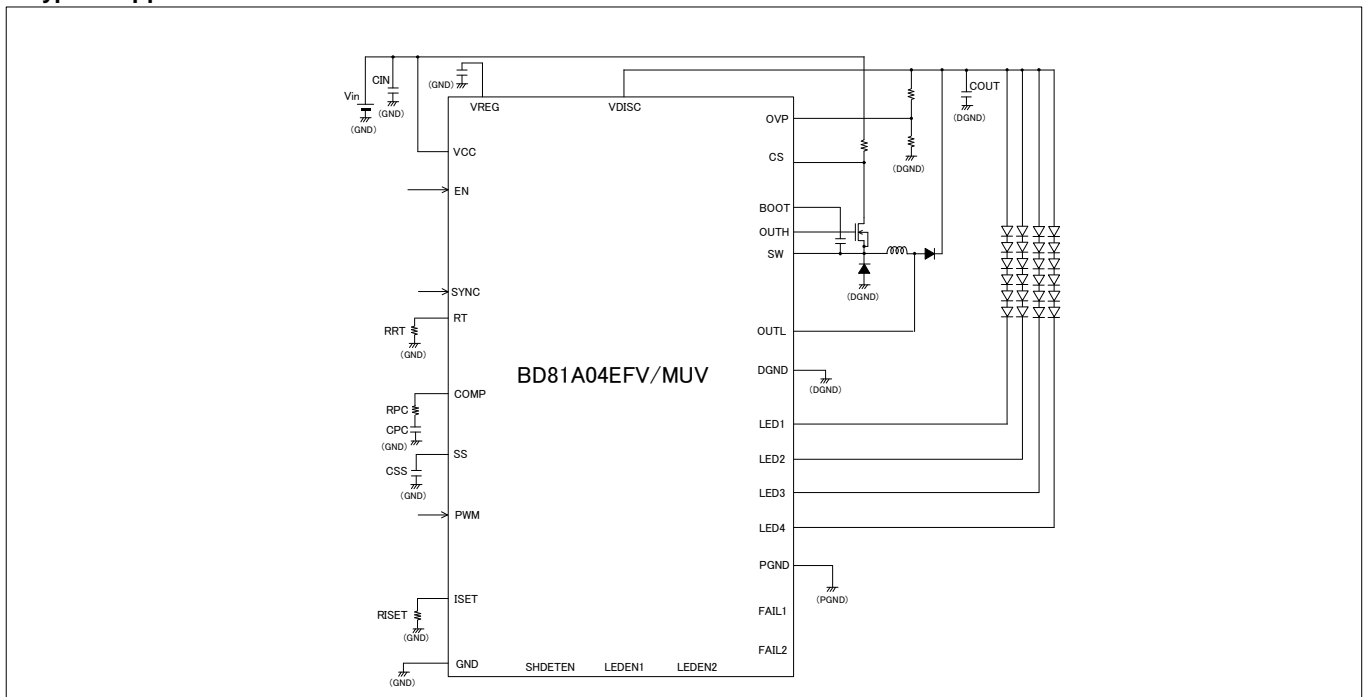 CIN
(GND)
Vin
(GND)
(GND)
VREG
VDISC
COUT
(DGND)
OVP
(DGND)
CS
VCC
EN
BOOT
OUTH
SW
(DGND)
SYNC
RT
RRT
(GND)
OUTL
BD81A04EFV/MUV
DGND
(DGND)
COMP
RPC
CPC
(GND)
SS
CSS
(GND)
LED1
LED2
LED3
LED4
PWM
PGND
(PGND)
ISET
RISET
(GND)
FAIL1
FAIL2
GND
(GND)
SHDETEN
LEDEN1
LEDEN2